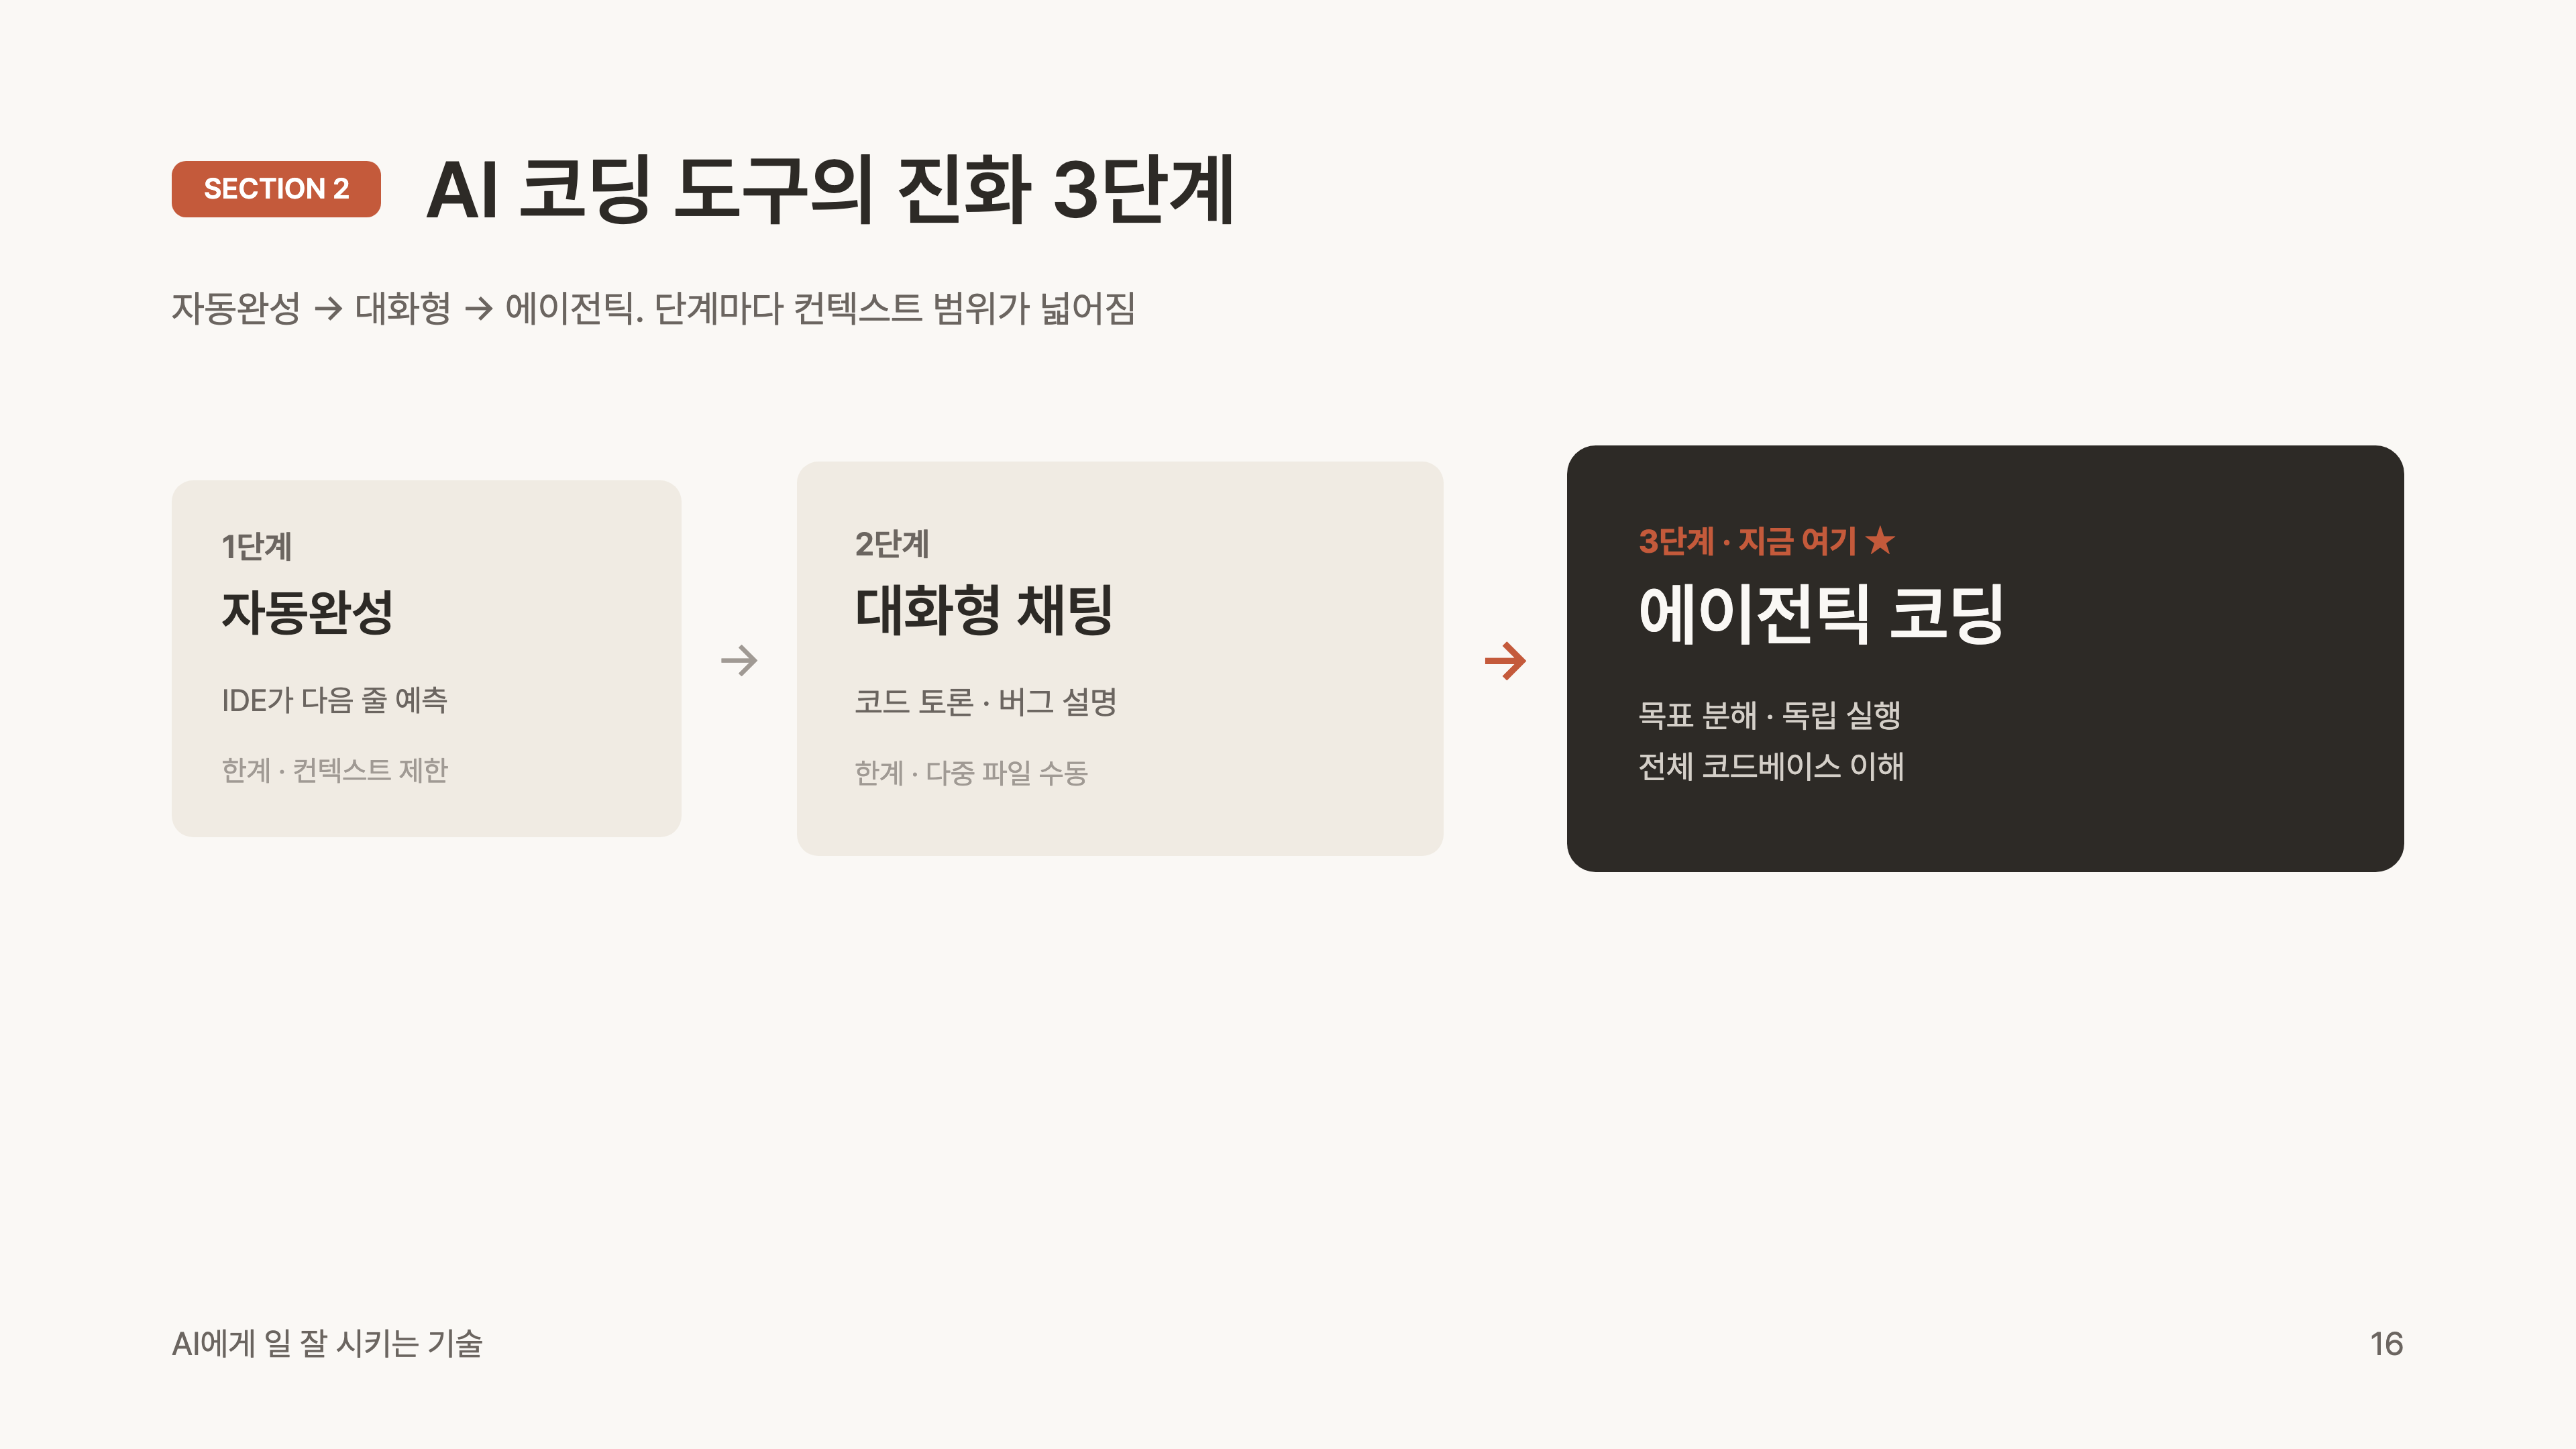 SECTION 2
AI 코딩 도구의 진화 3단계
자동완성 → 대화형 → 에이전틱. 단계마다 컨텍스트 범위가 넓어짐
1단계
자동완성
IDE가 다음 줄 예측
한계 · 컨텍스트 제한
→
2단계
대화형 채팅
코드 토론 · 버그 설명
한계 · 다중 파일 수동
→
3단계 · 지금 여기 ★
에이전틱 코딩
목표 분해 · 독립 실행
전체 코드베이스 이해
AI에게 일 잘 시키는 기술
16